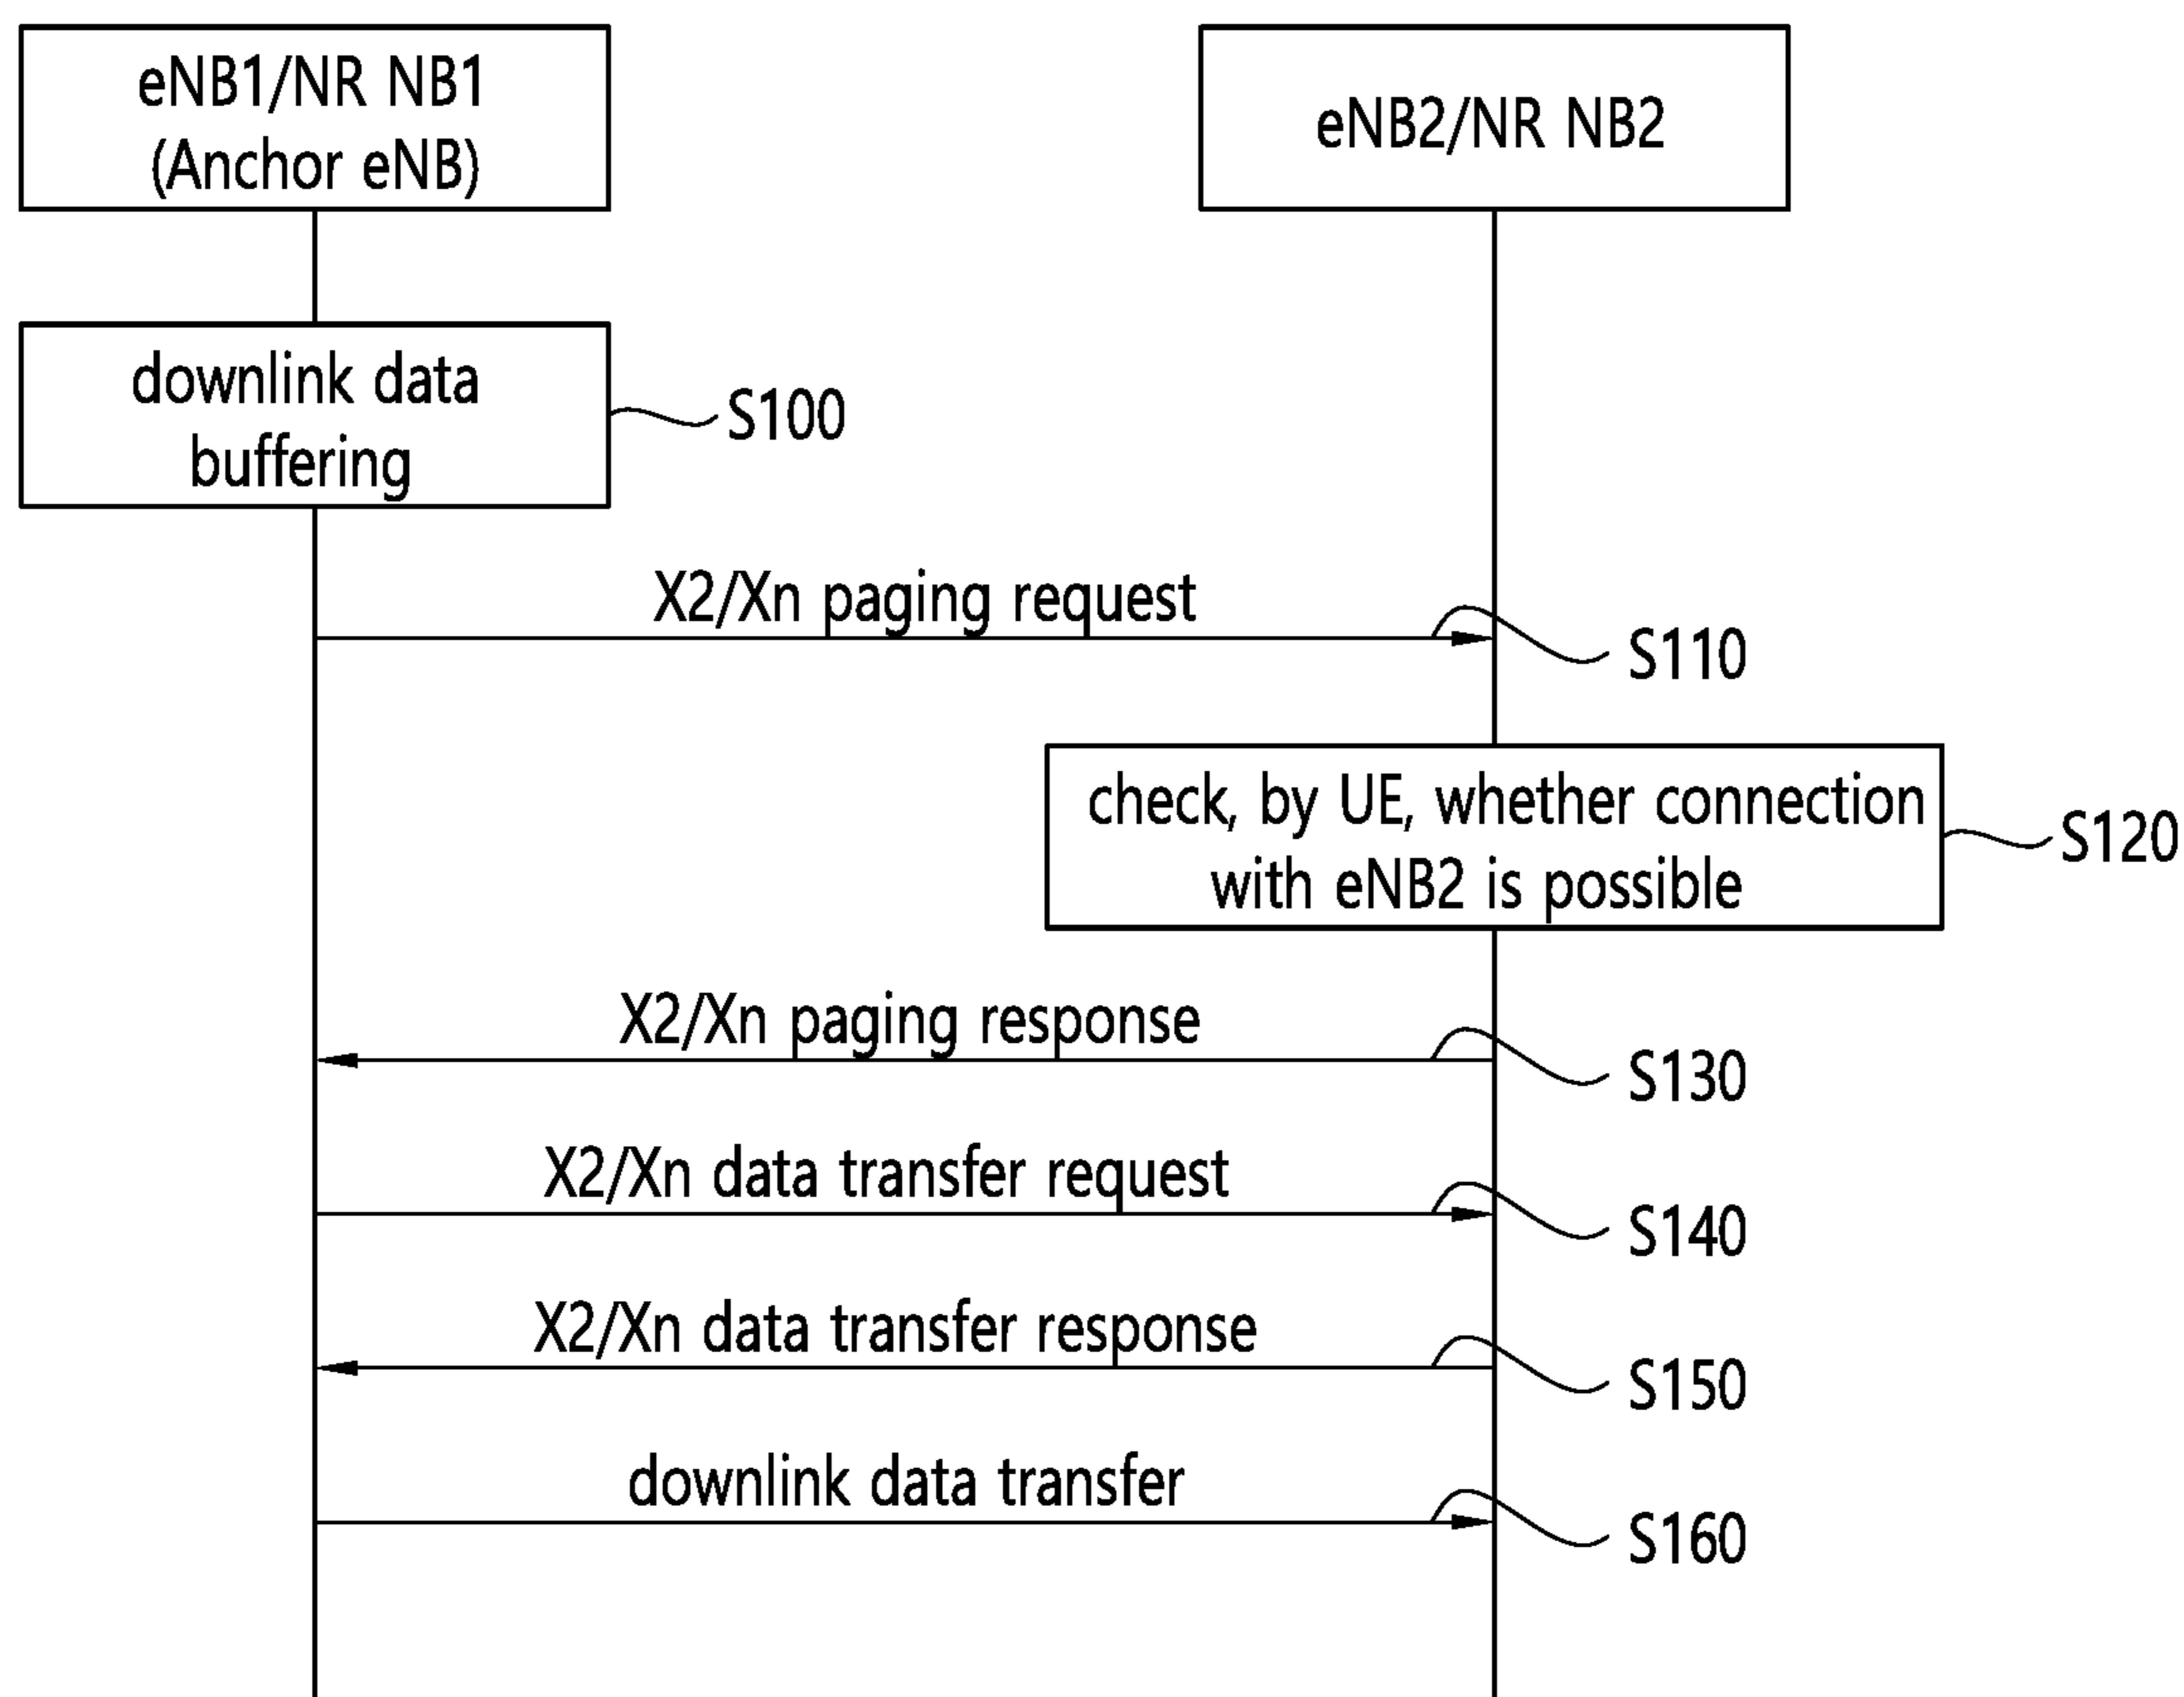 eNB1/NR NB1
(Anchor eNB)
eNB2/NR NB2
downlink data
buffering
S100
X2/Xn paging request
S110
check, by UE, whether connection
with eNB2 is possible
S120
X2/Xn paging response
S130
X2/Xn data transfer request
S140
X2/Xn data transfer response
S150
downlink data transfer
S160